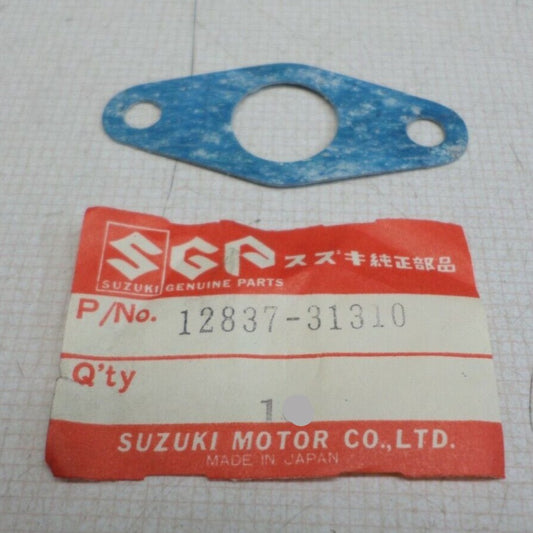 SUZUKI
SGP スズキ純正部品
GENUINE PARTS
P/No. 12837-31310
Q'ty
1
SUZUKI MOTOR CO.,LTD.
MADE IN JAPAN